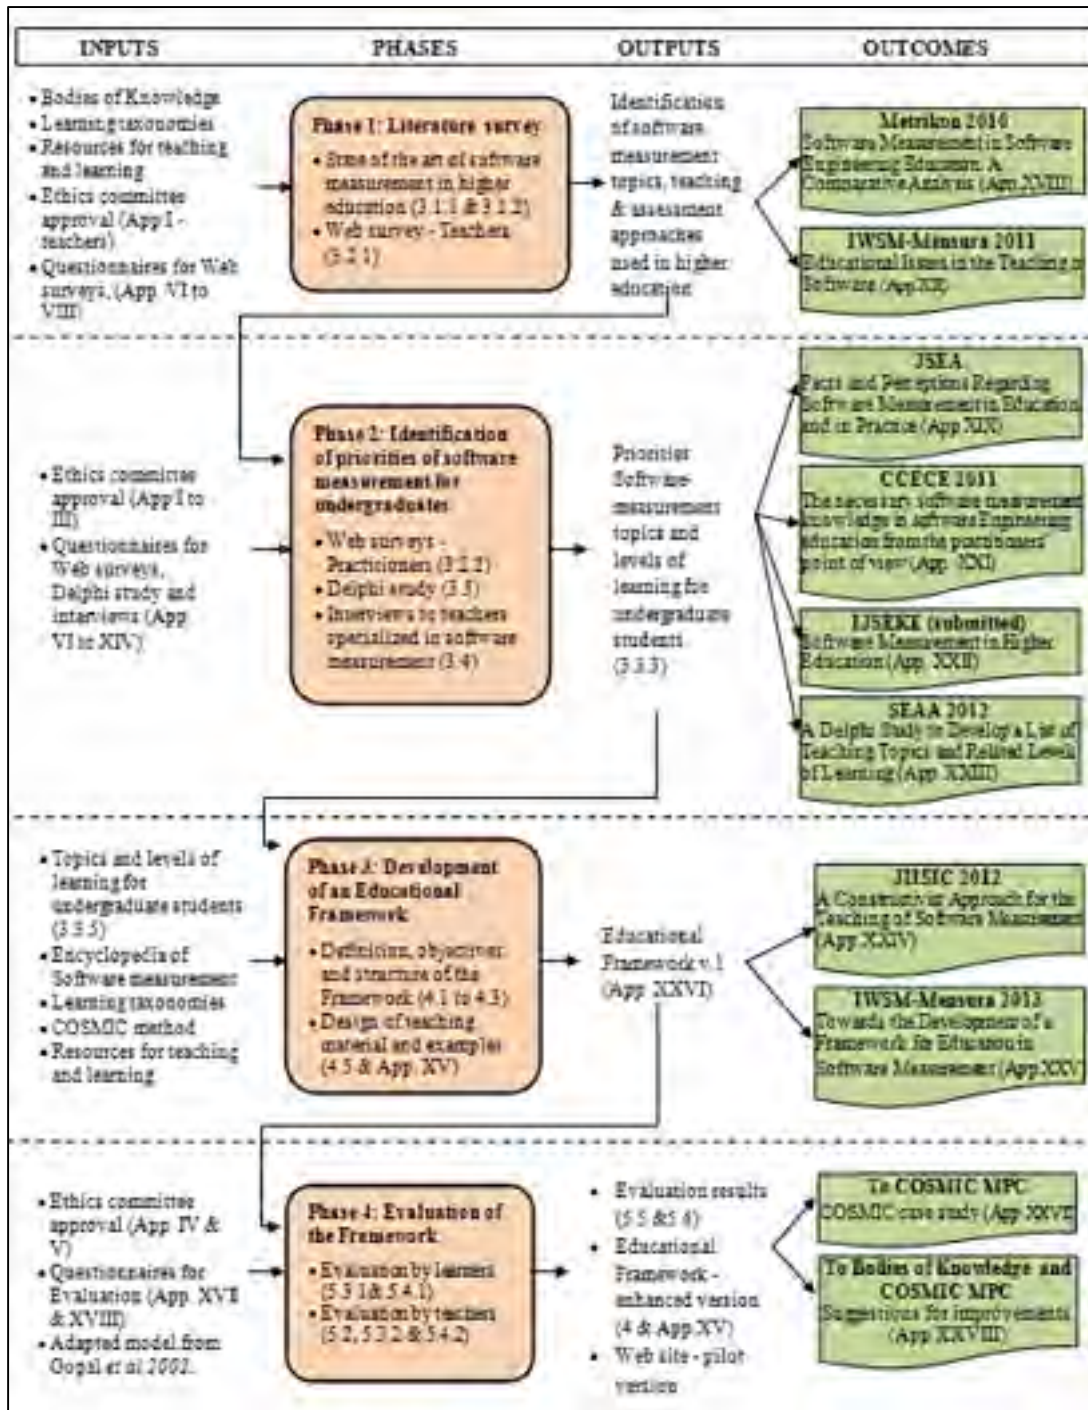 INPUTS PHASES OUTPUTS OUTCOMES
• Bodies of Knowledge
• Learning taxonomies
• Resources for teaching
and learning
• Ethics committee
approval (App I -
teachers)
• Questionnaires for Web
surveys, (App. VI to
VIII)
Phase 1: Literature survey
• State of the art of software
measurement in higher
education (3.1.1 & 3.1.2)
• Web survey - Teachers
(3.2.1)
Identification
of software
measurement
topics, teaching
& assessment
approaches
used in higher
education
Metrikon 2010
Software Measurement in Software
Engineering Education. A
Comparative Analysis (App.XVIII)
IWSM-Mensura 2011
Educational Issues in the Teaching of
Software (App.XX)
• Ethics committee
approval (App I to
III)
• Questionnaires for
Web surveys,
Delphi study and
interviews (App.
VI to XIV)
Phase 2: Identification
of priorities of software
measurement for
undergraduates
• Web surveys -
Practitioners (3.2.2)
• Delphi study (3.3)
• Interviews to teachers
specialized in software
measurement (3.4)
Priorities
Software-
measurement
topics and
levels of
learning for
undergraduate
students
(3.3.3)
JSEA
Facts and Perceptions Regarding
Software Measurement in Education
and in Practice (App XIX)
CCECE 2011
The necessary software measurement
knowledge in software Engineering
education from the practitioners'
point of view (App. XXI)
IJSEKE (submitted)
Software Measurement in Higher
Education (App. XXII)
SEAA 2012
A Delphi Study to Develop a List of
Teaching Topics and Related Levels
of Learning (App. XXIII)
• Topics and levels of
learning for
undergraduate students
(3.3.5)
• Encyclopedia of
Software measurement
• Learning taxonomies
• COSMIC method
• Resources for teaching
and learning
Phase 3: Development
of an Educational
Framework
• Definition, objectives
and structure of the
Framework (4.1 to 4.3)
• Design of teaching
material and examples
(4.5 & App. XV)
Educational
Framework v.1
(App. XXVI)
JIISIC 2012
A Constructivist Approach for the
Teaching of Software Measurement
(App. XXIV)
IWSM-Mensura 2013
Towards the Development of a
Framework for Education in
Software Measurement (App.XXV)
• Ethics committee
approval (App. IV &
V)
• Questionnaires for
Evaluation (App. XVII
& XVIII)
• Adapted model from
Gopal et al 2002.
Phase 4: Evaluation of
the Framework
• Evaluation by learners
(5.3.1& 5.4.1)
• Evaluation by teachers
(5.2, 5.3.2 & 5.4.2)
• Evaluation results
(5.5 &5.6)
• Educational
Framework -
enhanced version
(4 & App.XV)
• Web site - pilot
version
To COSMIC MPC
COSMIC case study (App.XXVII)
To Bodies of Knowledge and
COSMIC MPC
Suggestions for improvements
(App. XXVIII)